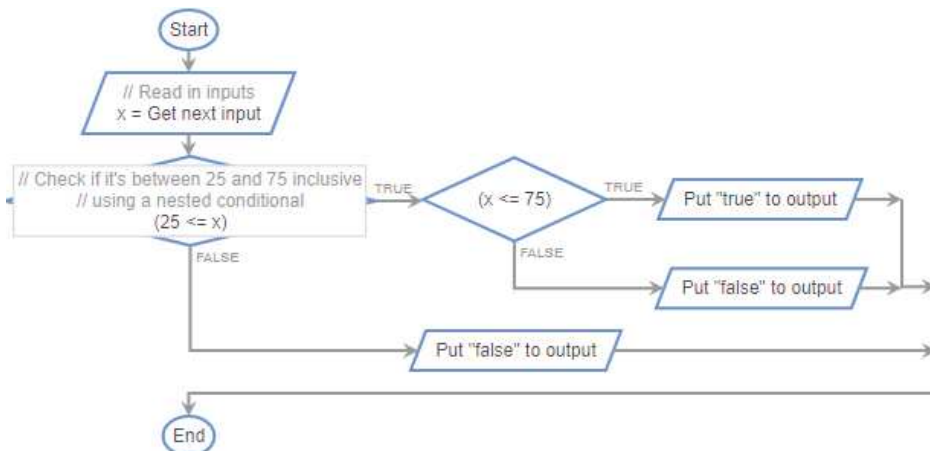 Start
// Read in inputs
x = Get next input
// Check if it's between 25 and 75 inclusive
// using a nested conditional
(25 <= x)
TRUE
(x <= 75)
TRUE
Put "true" to output
FALSE
FALSE
Put "false" to output
Put "false" to output
End